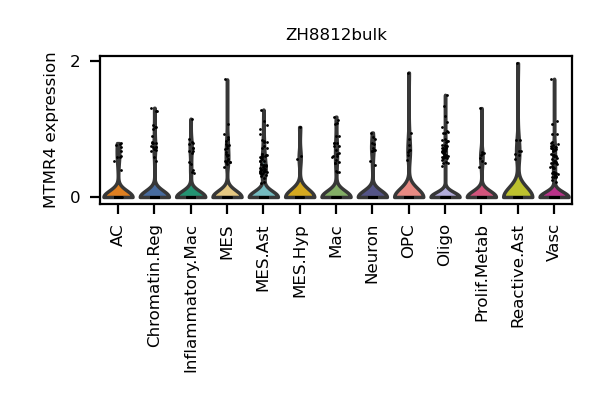 ZH8812bulk
MTMR4 expression
2
0
AC
Chromatin.Reg
Inflammatory.Mac
MES
MES.Ast
MES.Hyp
Mac
Neuron
OPC
Oligo
Prolif.Metab
Reactive.Ast
Vasc